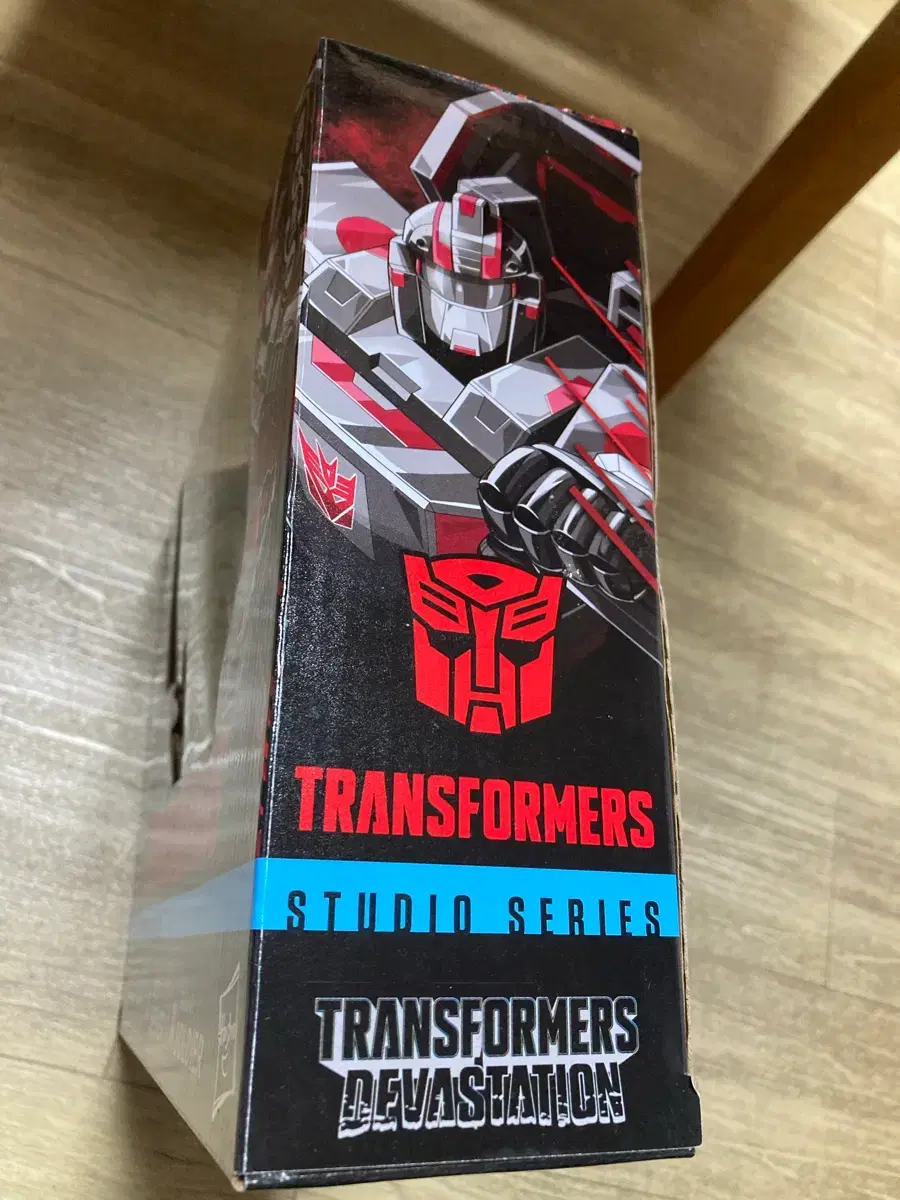 TRANSFORMERS
STUDIO SERIES
TRANSFORMERS
DEVASTATION